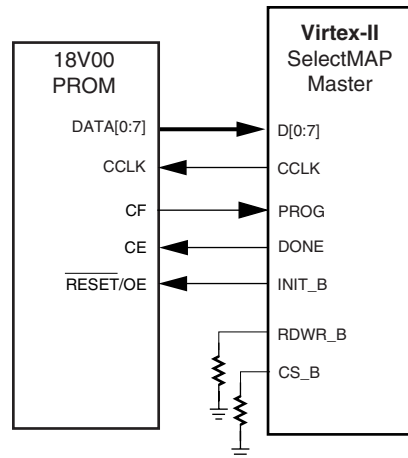 18V00
PROM
DATA[0:7]
CCLK
CF
CE
RESET/OE
Virtex-II
SelectMAP
Master
D[0:7]
CCLK
PROG
DONE
INIT_B
RDWR_B
CS_B